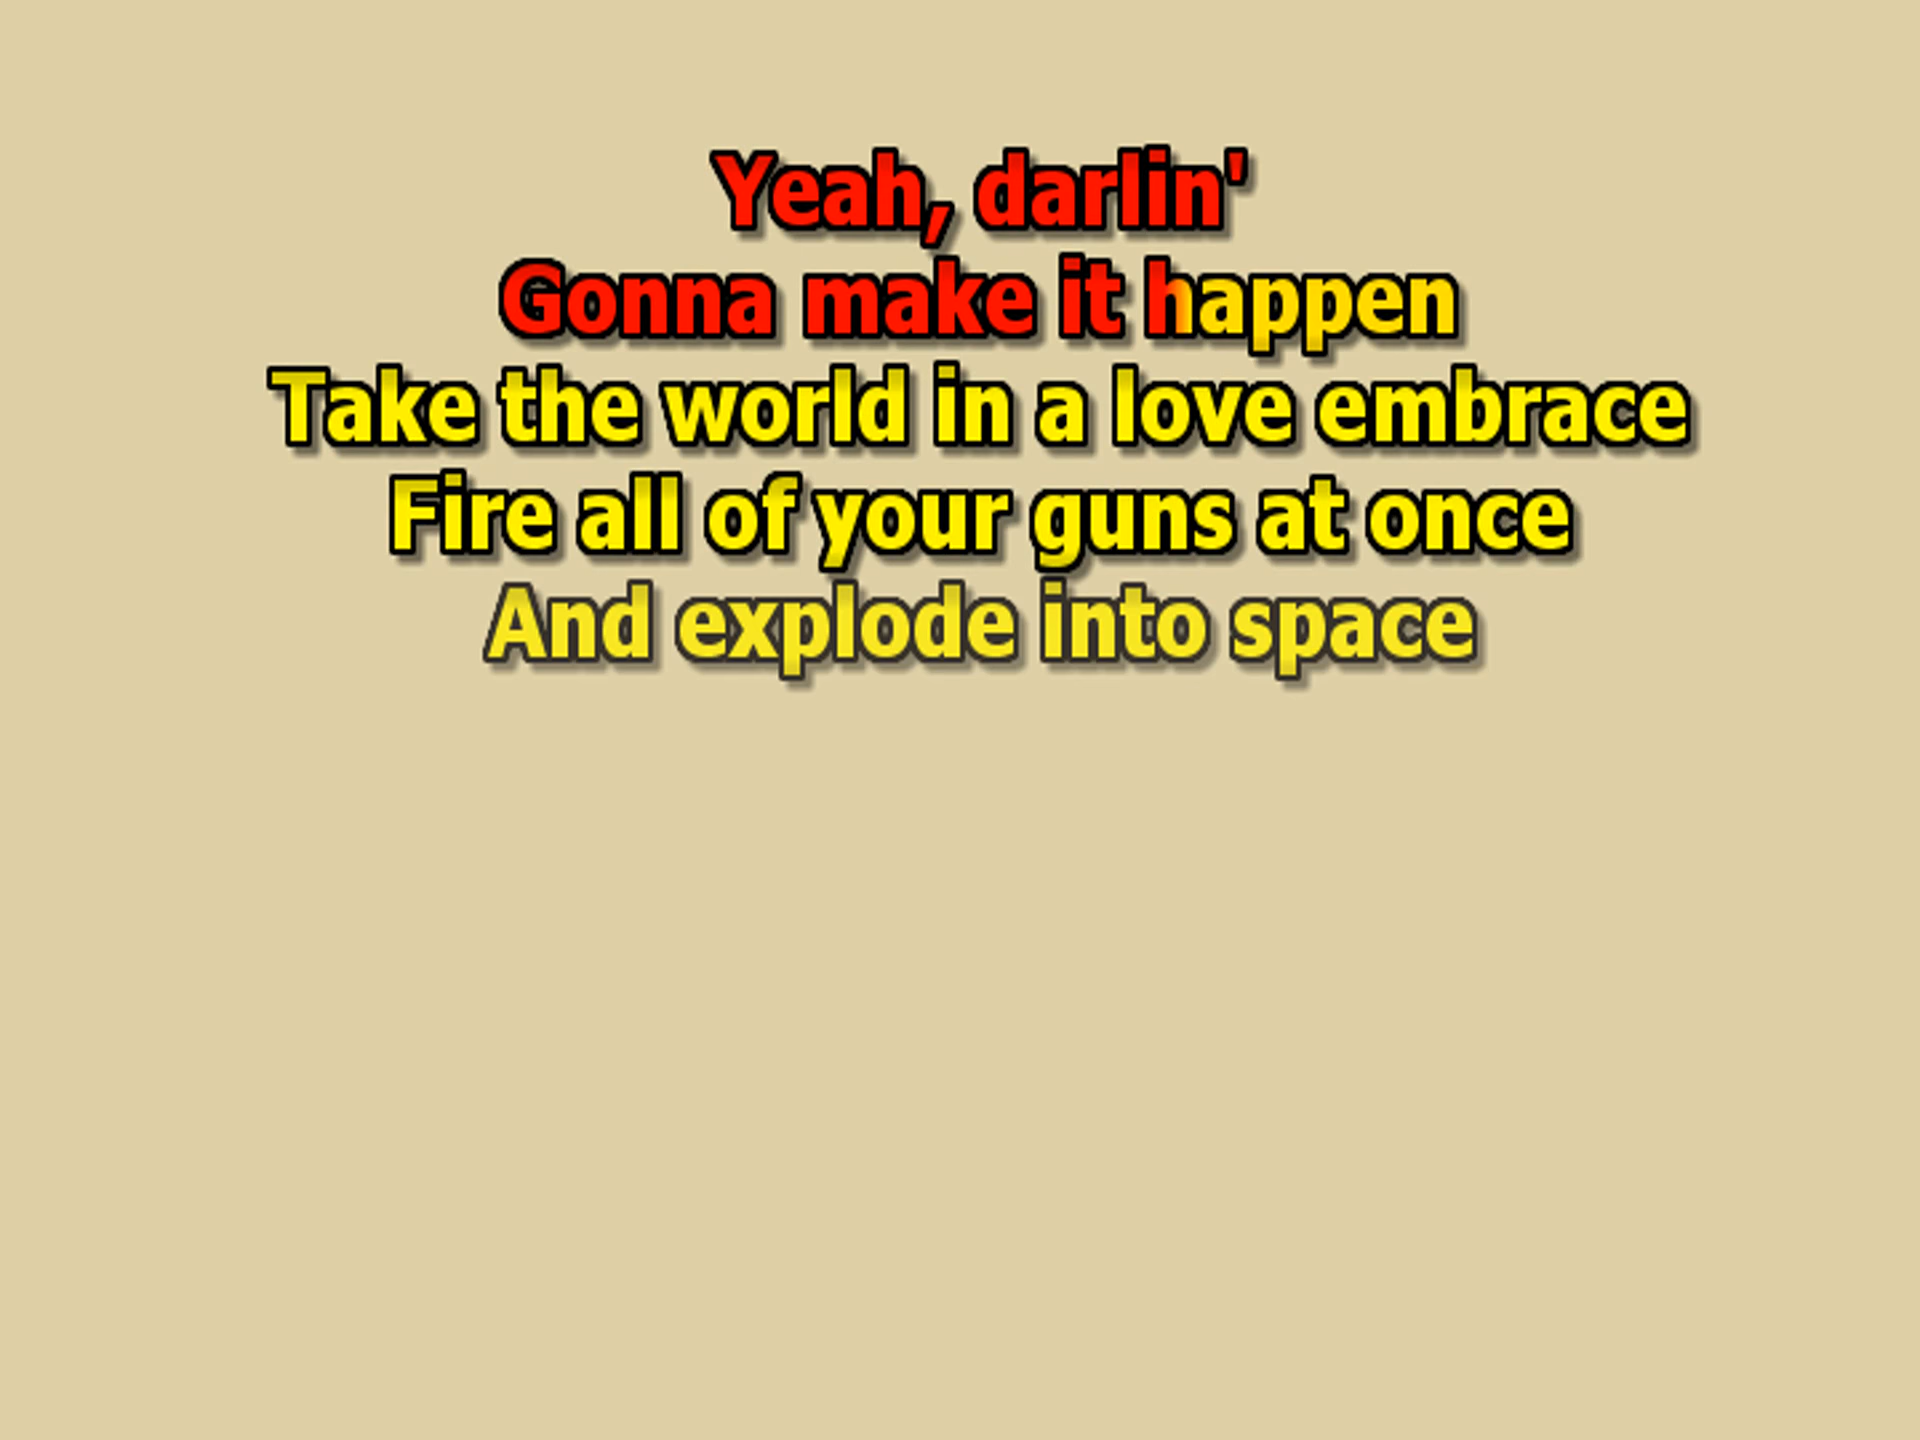 Yeah, darlin'
Gonna make it happen
Take the world in a love embrace
Fire all of your guns at once
And explode into space